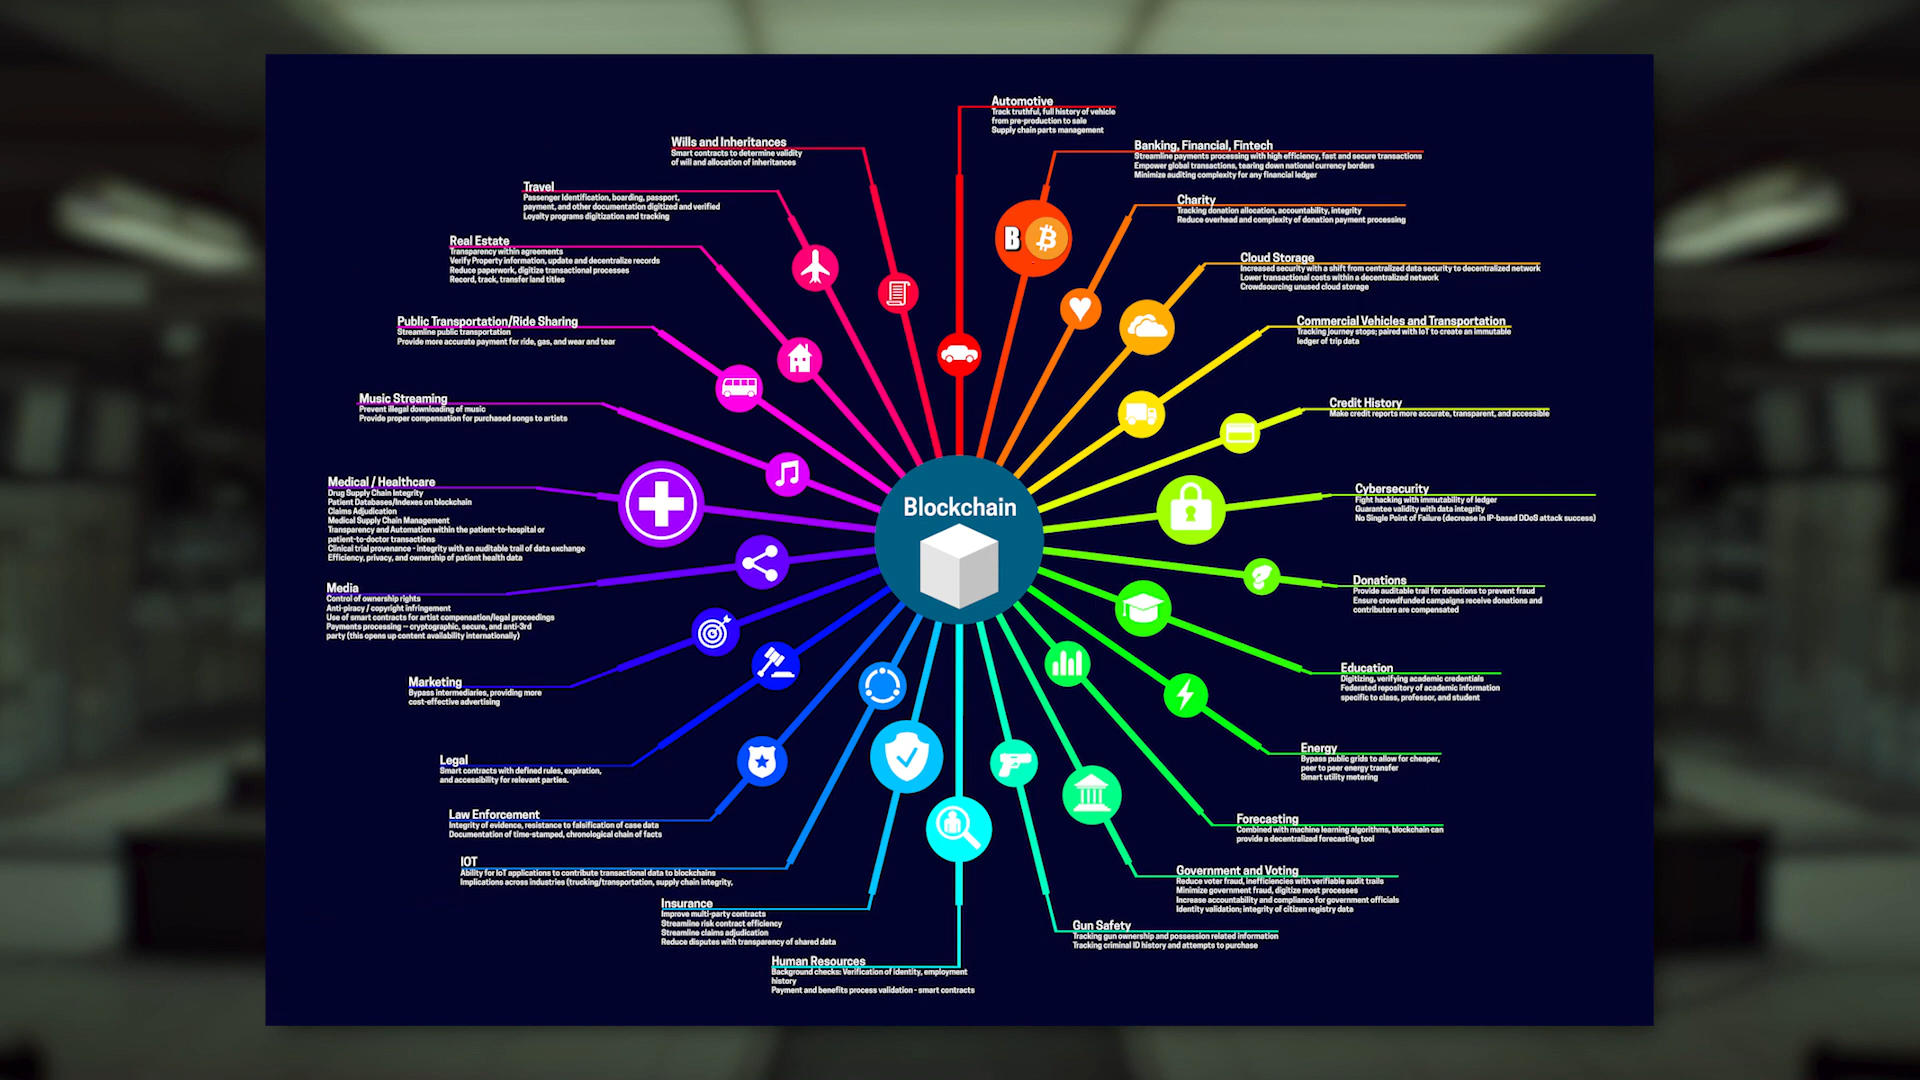 Automotive
Track truthful, full history of vehicle
from pre-production to sale
Supply chain parts management
Banking, Financial, Fintech
Streamline payments processing with high efficiency, fast and secure transactions
Empower global transactions, tearing down national currency borders
Minimize auditing complexity for any financial ledger
Charity
Tracking donation allocation, accountability, integrity
Reduce overhead and complexity of donation payment processing
Cloud Storage
Increased security with a shift from centralized data security to decentralized network
Lower transactional costs within a decentralized network
Crowdsourcing unused cloud storage
Commercial Vehicles and Transportation
Tracking journey stops; paired with IoT to create an immutable
ledger of trip data
Credit History
Make credit reports more accurate, transparent, and accessible
Cybersecurity
Fight hacking with immutability of ledger
Guarantee validity with data integrity
No Single Point of Failure (decrease in IP-based DDoS attack success)
Donations
Provide auditable trail for donations to prevent fraud
Ensure crowdfunded campaigns receive donations and
contributors are compensated
Education
Digitizing, verifying academic credentials
Federated repository of academic information
specific to class, professor, and student
Energy
Bypass public grids to allow for cheaper,
peer to peer energy transfer
Smart utility metering
Forecasting
Combined with machine learning algorithms, blockchain can
provide a decentralized forecasting tool
Government and Voting
Reduce voter fraud, inefficiencies with verifiable audit trails
Minimize government fraud, digitize most processes
Increase accountability and compliance for government officials
Identity validation; integrity of citizen registry data
Gun Safety
Tracking gun ownership and possession related information
Tracking criminal ID history and attempts to purchase
Human Resources
Background checks: Verification of identity, employment
history
Payment and benefits process validation - smart contracts
Insurance
Improve multi-party contracts
Streamline risk contract efficiency
Streamline claims adjudication
Reduce disputes with transparency of shared data
IOT
Ability for IoT applications to contribute transactional data to blockchains
Implications across industries (trucking/transportation, supply chain integrity,
Law Enforcement
Integrity of evidence, resistance to falsification of case data
Documentation of time-stamped, chronological chain of facts
Legal
Smart contracts with defined rules, expiration,
and accessibility for relevant parties.
Marketing
Bypass intermediaries, providing more
cost-effective advertising
Media
Control of ownership rights
Anti-piracy / copyright infringement
Use of smart contracts for artist compensation/legal proceedings
Payments processing -- cryptographic, secure, and anti-3rd
party (this opens up content availability internationally)
Medical / Healthcare
Drug Supply Chain Integrity
Patient Databases/Indexes on blockchain
Claims Adjudication
Medical Supply Chain Management
Transparency and Automation within the patient-to-hospital or
patient-to-doctor transactions
Clinical trial provenance - integrity with an auditable trail of data exchange
Efficiency, privacy, and ownership of patient health data
Music Streaming
Prevent illegal downloading of music
Provide proper compensation for purchased songs to artists
Public Transportation/Ride Sharing
Streamline public transportation
Provide more accurate payment for ride, gas, and wear and tear
Real Estate
Transparency within agreements
Verify Property information, update and decentralize records
Reduce paperwork, digitize transactional processes
Record, track, transfer land titles
Travel
Passenger Identification, boarding, passport,
payment, and other documentation digitized and verified
Loyalty programs digitization and tracking
Wills and Inheritances
Smart contracts to determine validity
of will and allocation of inheritances
B
Blockchain